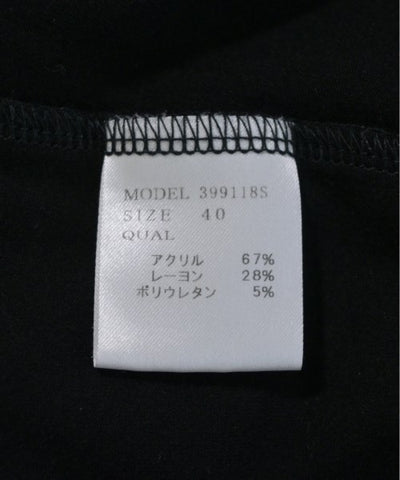 MODEL 399118S
SIZE 40
QUAL
アクリル 67%
レーヨン 28%
ポリウレタン 5%